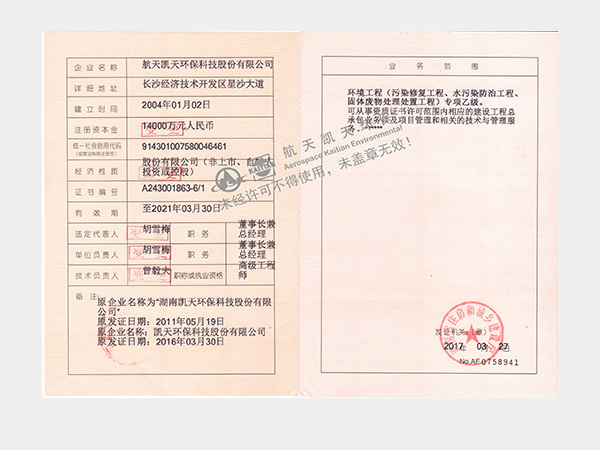 企业名称 航天凯天环保科技股份有限公司
详细地址 长沙经济技术开发区星沙大道
建立时间 2004年01月02日
注册资本金 14000万元人民币
统一社会信用代码 914301007580046461
经济性质 股份有限公司（非上市、自
投资或控股）
证书编号 A243001863-6/1
有效期 至2021年03月30日
法定代表人 胡雪梅 职务 董事长兼
总经理
单位负责人 胡雪梅 职务 董事长兼
总经理
技术负责人 曾毅夫 职称或执业资格 高级工程
师
备注
原企业名称为"湖南凯天环保科技股份有限
公司"
原发证日期：2011年05月19日
原企业名称：凯天环保科技股份有限公司
原发证日期：2016年03月30日
业务范围
环境工程（污染修复工程、水污染防治工程、
固体废物处理处置工程）专项乙级。
可从事资质证书许可范围内相应的建设工程总
承包业务以及项目管理和相关的技术与管理服
务。
航天凯天
Aerospace Kaitian Environmental
KAITIAN
未经许可不得使用，未盖章无效！
发证机关：（章）
2017 年 03 月 27 日
No.AF 0758941